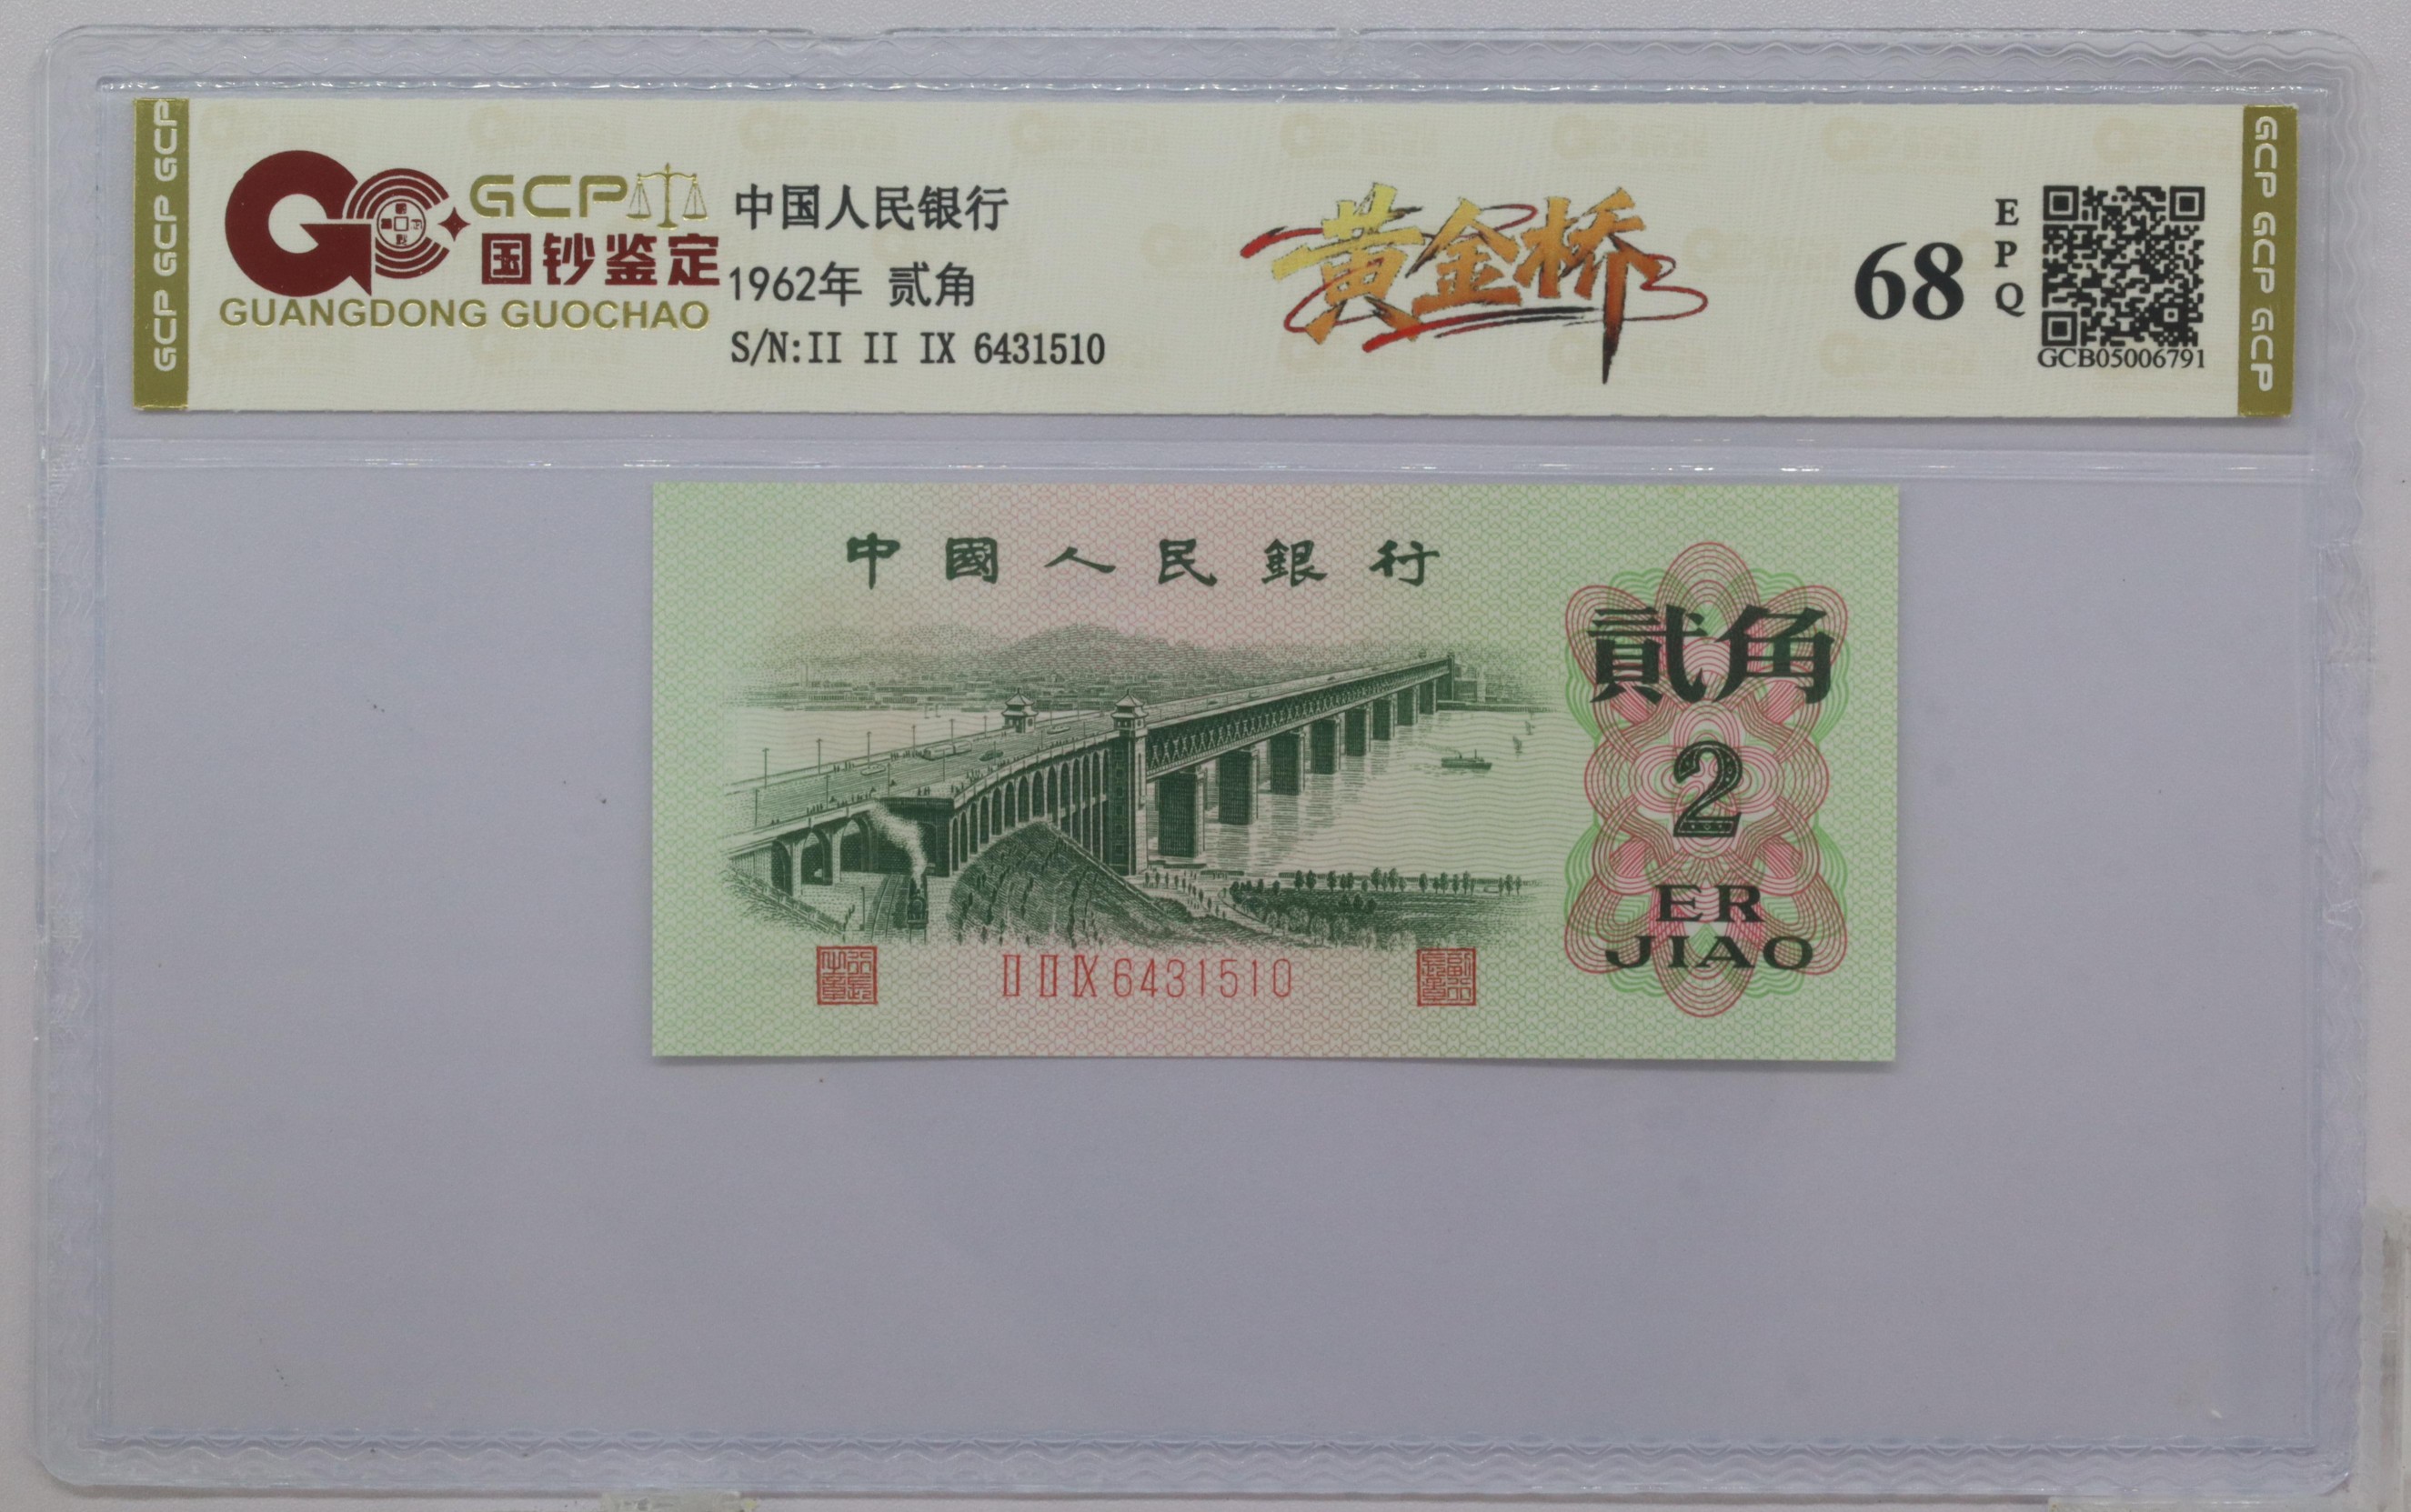 GCP GCP GCP
GCP
国钞鉴定
GUANGDONG GUOCHAO
中国人民银行
1962年 贰角
S/N:II II IX 6431510
黄金桥
68
EPQ
GCB05006791
GCP GCP GCP
中國人民銀行
貳角
2
ER
JIAO
II II IX 6431510